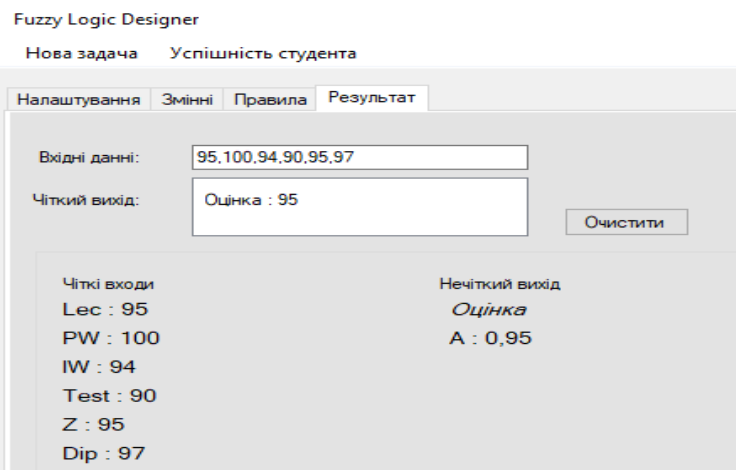 Fuzzy Logic Designer
Нова задача Успішність студента
Налаштування Змінні Правила Результат
Вхідні данні: 95,100,94,90,95,97
Чіткий вихід: Оцінка : 95
Очистити
Чіткі входи Нечіткий вихід
Lec : 95 Оцінка
PW : 100 A : 0,95
IW : 94
Test : 90
Z : 95
Dip : 97